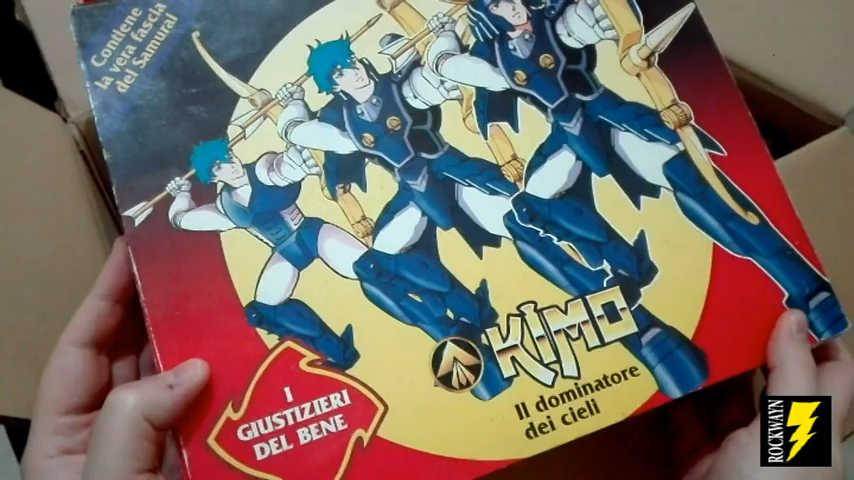 Contiene
la vera fascia
del Samurai
KIMO
Il dominatore
dei cieli
I
GIUSTIZIERI
DEL BENE
ROCKWAYN